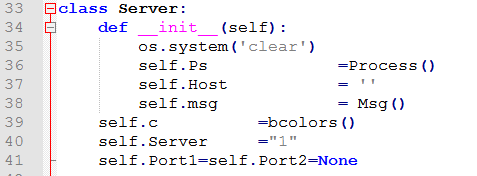 33 class Server:
34     def __init__(self):
35         os.system('clear')
36         self.Ps          =Process()
37         self.Host        = ''
38         self.msg         = Msg()
39     self.c          =bcolors()
40     self.Server     ="1"
41     self.Port1=self.Port2=None